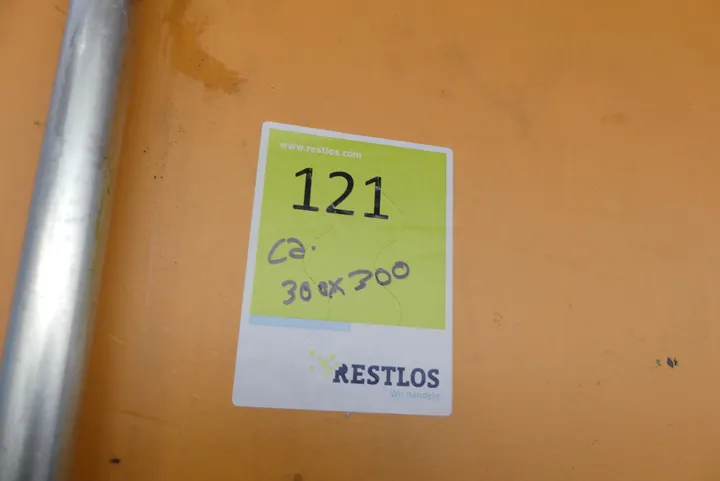 www.restlos.com
121
ca.
300x300
RESTLOS
Wir handeln